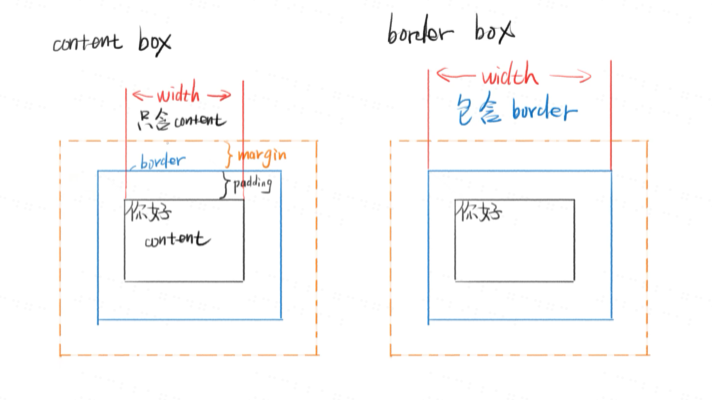 content box
width
只含content
border
margin
padding
你好
content
border box
width
包含 border
你好